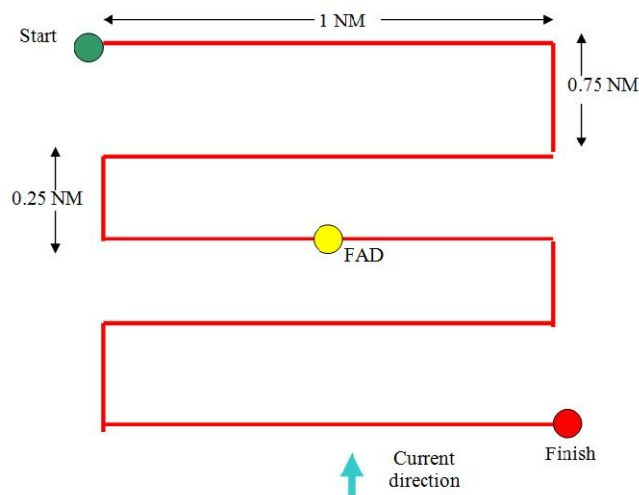 1 NM
Start
0.75 NM
0.25 NM
FAD
Finish
Current
direction